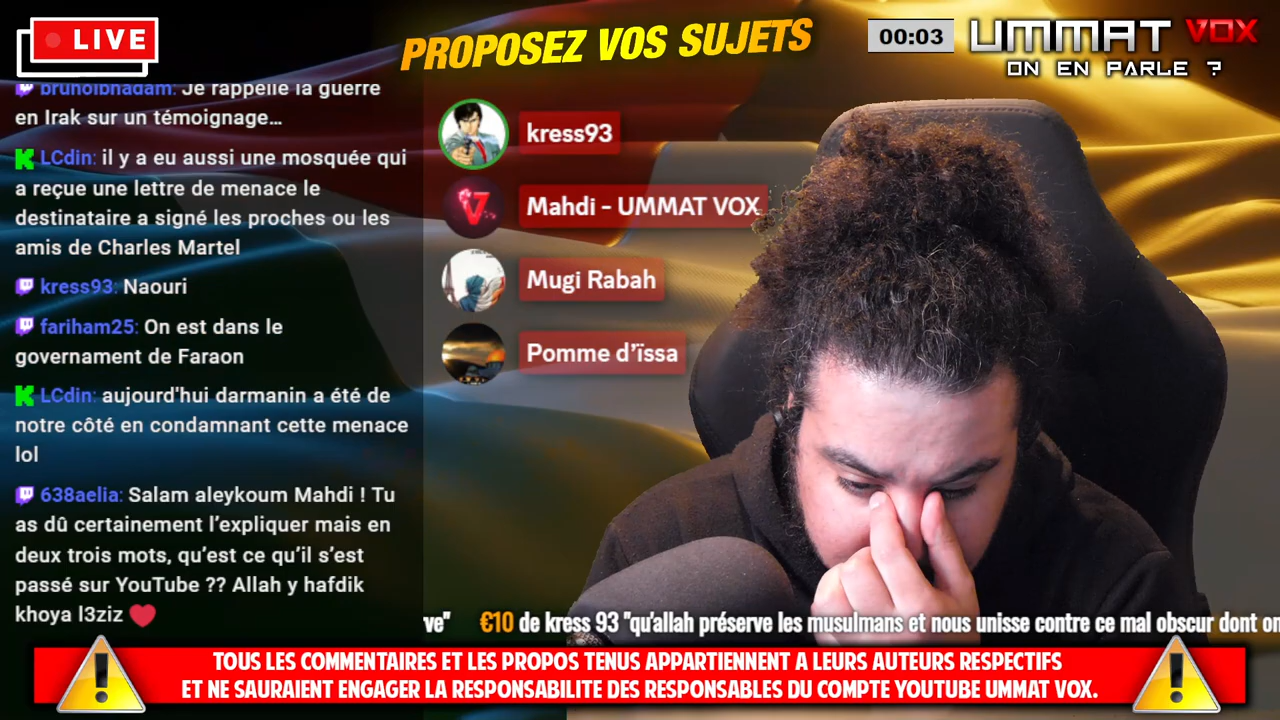 LIVE
PROPOSEZ VOS SUJETS
00:03
UMMAT VOX
ON EN PARLE ?
brunoibnadam: Je rappelle la guerre
en Irak sur un témoignage…
LCdin: il y a eu aussi une mosquée qui
a reçue une lettre de menace le
destinataire a signé les proches ou les
amis de Charles Martel
kress93: Naouri
fariham25: On est dans le
governament de Faraon
LCdin: aujourd'hui darmanin a été de
notre côté en condamnant cette menace
lol
638aelia: Salam aleykoum Mahdi ! Tu
as dû certainement l’expliquer mais en
deux trois mots, qu’est ce qu’il s’est
passé sur YouTube ?? Allah y hafdik
khoya l3ziz ❤️
kress93
Mahdi - UMMAT VOX
Mugi Rabah
Pomme d’ïssa
ve" €10 de kress 93 "qu'allah préserve les musulmans et nous unisse contre ce mal obscur dont on
TOUS LES COMMENTAIRES ET LES PROPOS TENUS APPARTIENNENT A LEURS AUTEURS RESPECTIFS
ET NE SAURAIENT ENGAGER LA RESPONSABILITE DES RESPONSABLES DU COMPTE YOUTUBE UMMAT VOX.